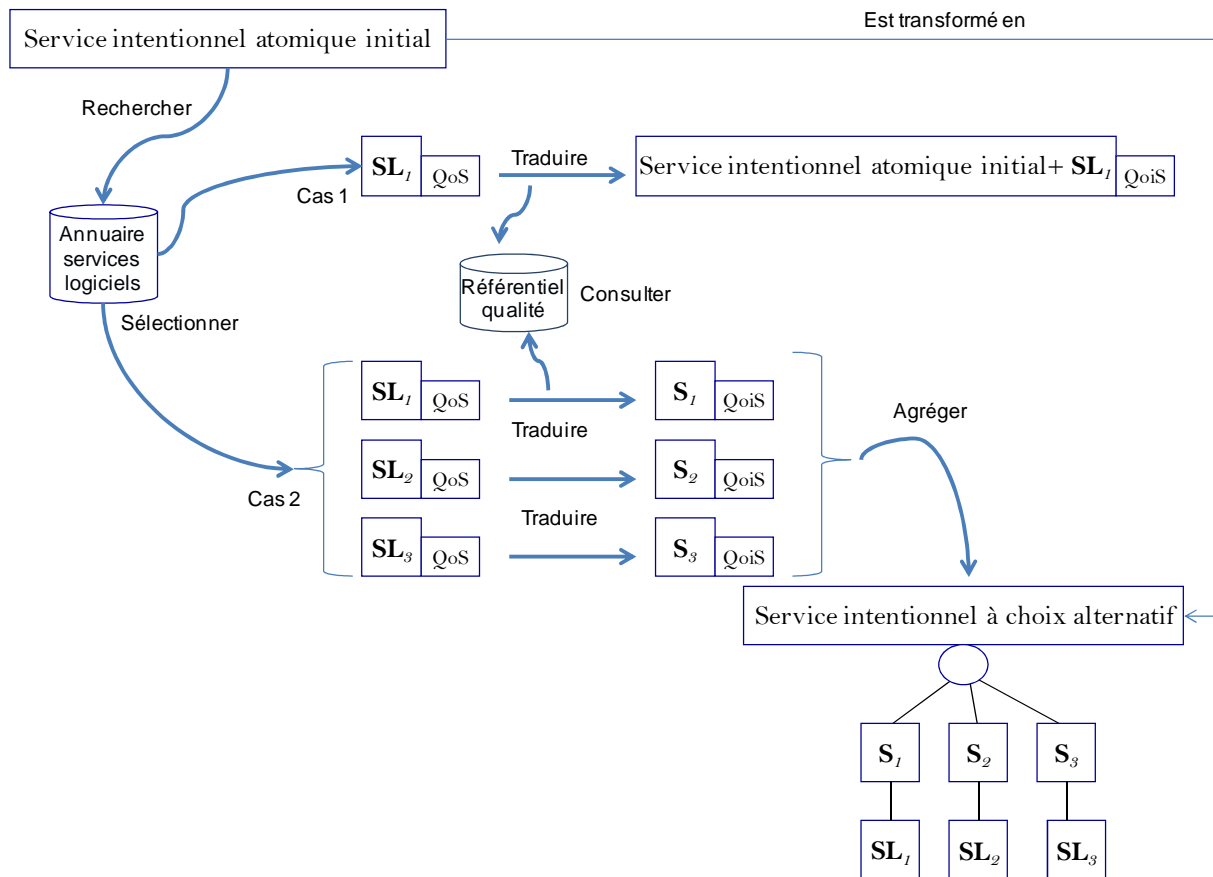 Est transformé en
Service intentionnel atomique initial
Rechercher
SL1 QoS
Traduire
Service intentionnel atomique initial+ SL1 QoiS
Cas 1
Annuaire
services
logiciels
Référentiel
qualité
Consulter
Sélectionner
SL1 QoS
S1 QoiS
Agréger
Traduire
SL2 QoS
S2 QoiS
Cas 2
Traduire
SL3 QoS
S3 QoiS
Service intentionnel à choix alternatif
S1 S2 S3
SL1 SL2 SL3